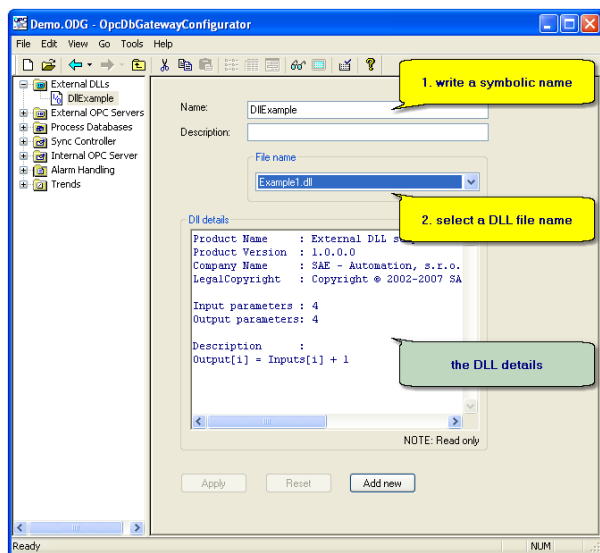 Demo.ODG - OpcDbGatewayConfigurator
File Edit View Go Tools Help
External DLLs
DllExample
External OPC Servers
Process Databases
Sync Controller
Internal OPC Server
Alarm Handling
Trends
Name:
DllExample
1. write a symbolic name
Description:
File name
Example1.dll
2. select a DLL file name
Dll details
Product Name : External DLL
Product Version : 1.0.0.0
Company Name : SAE - Automation, s.r.o.
LegalCopyright : Copyright © 2002-2007 SA
Input parameters : 4
Output parameters: 4
Description :
Output[i] = Inputs[i] + 1
the DLL details
NOTE: Read only
Apply Reset Add new
Ready NUM